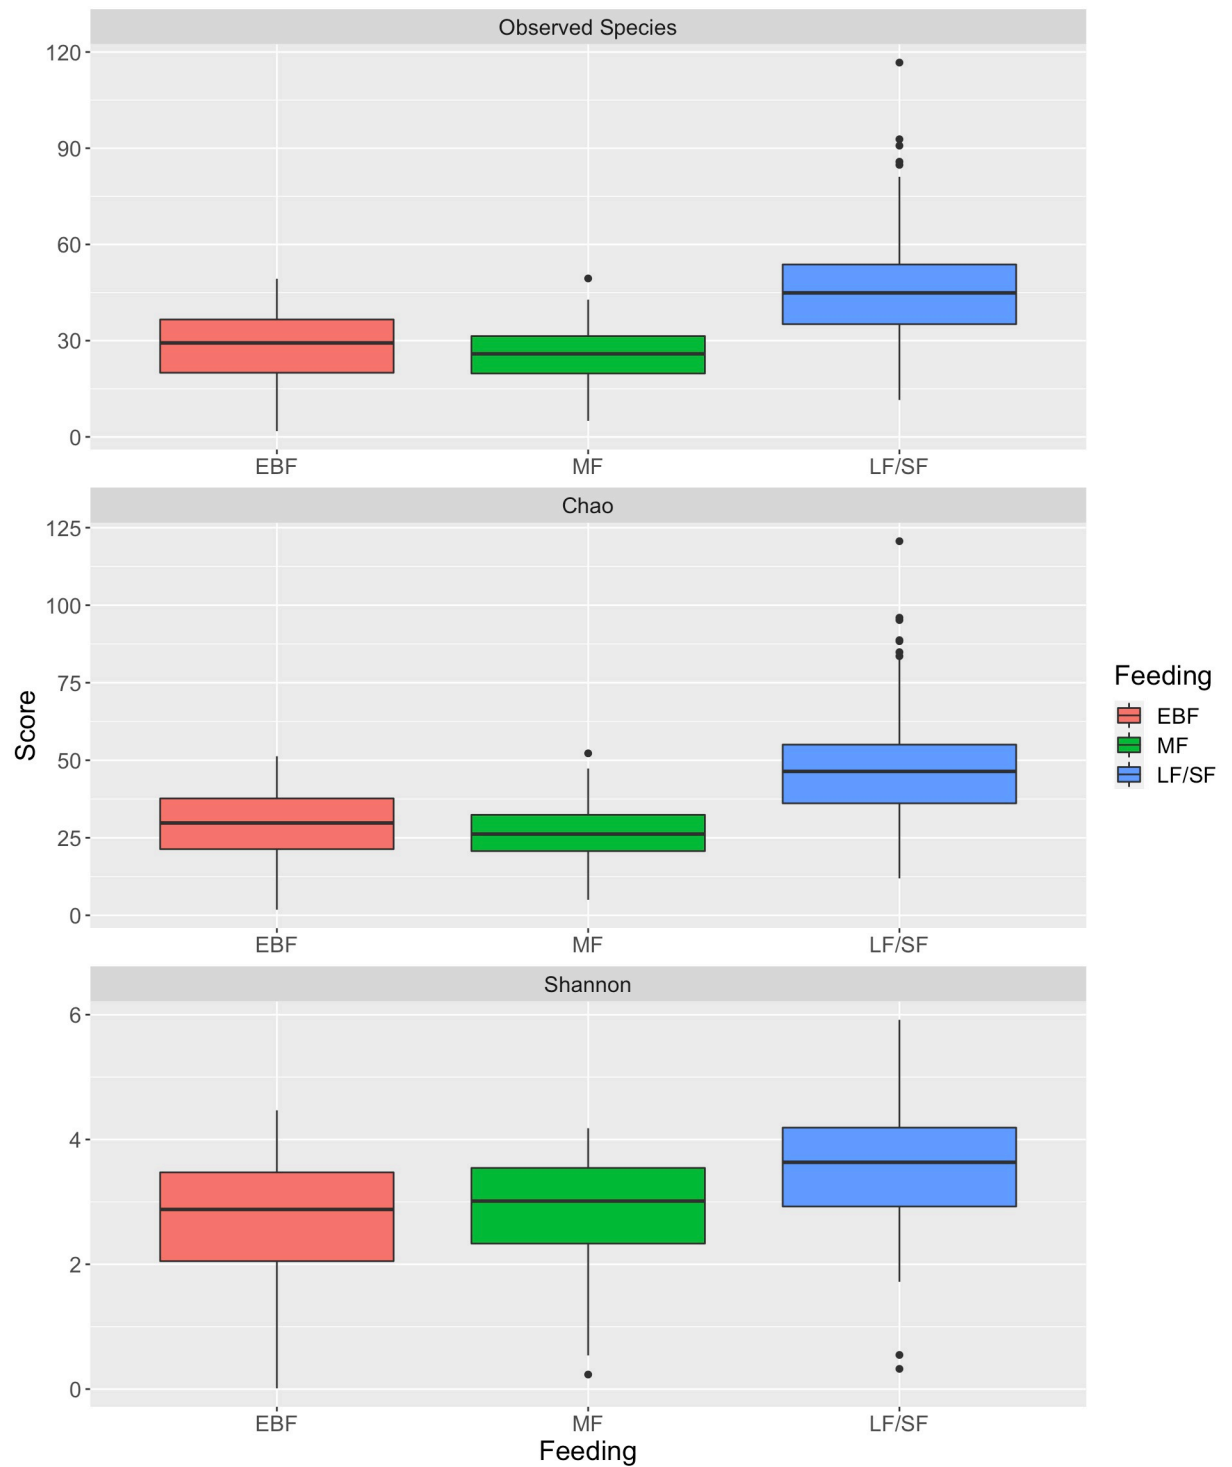 Observed Species
120
90
60
30
0
EBF MF LF/SF
Chao
125
100
75
50
25
0
EBF MF LF/SF
Shannon
6
4
2
0
EBF MF LF/SF
Feeding
Score
Feeding
EBF
MF
LF/SF